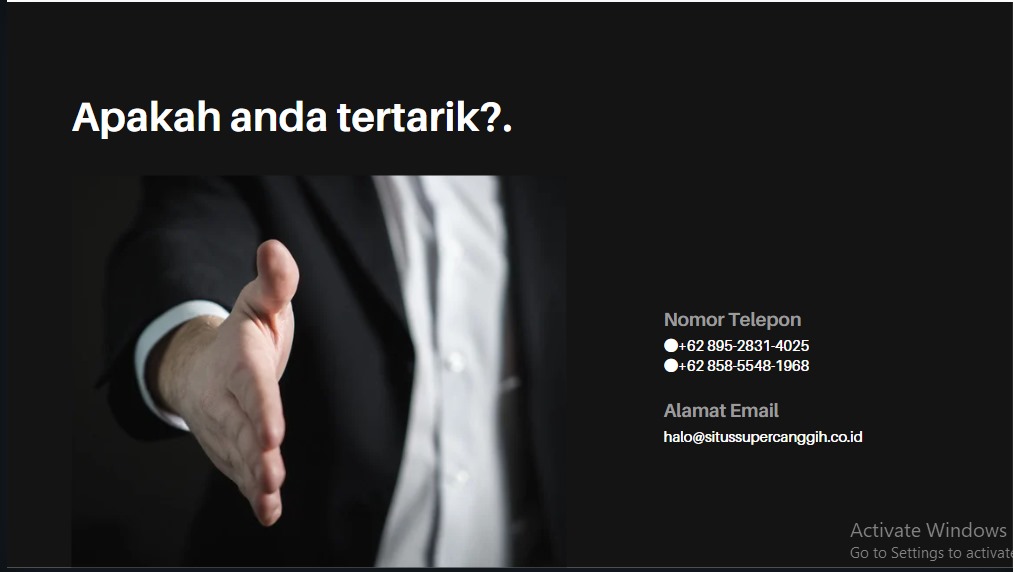 Apakah anda tertarik?.
Nomor Telepon
●+62 895-2831-4025
●+62 858-5548-1968
Alamat Email
halo@situssupercanggih.co.id
Activate Windows
Go to Settings to activate